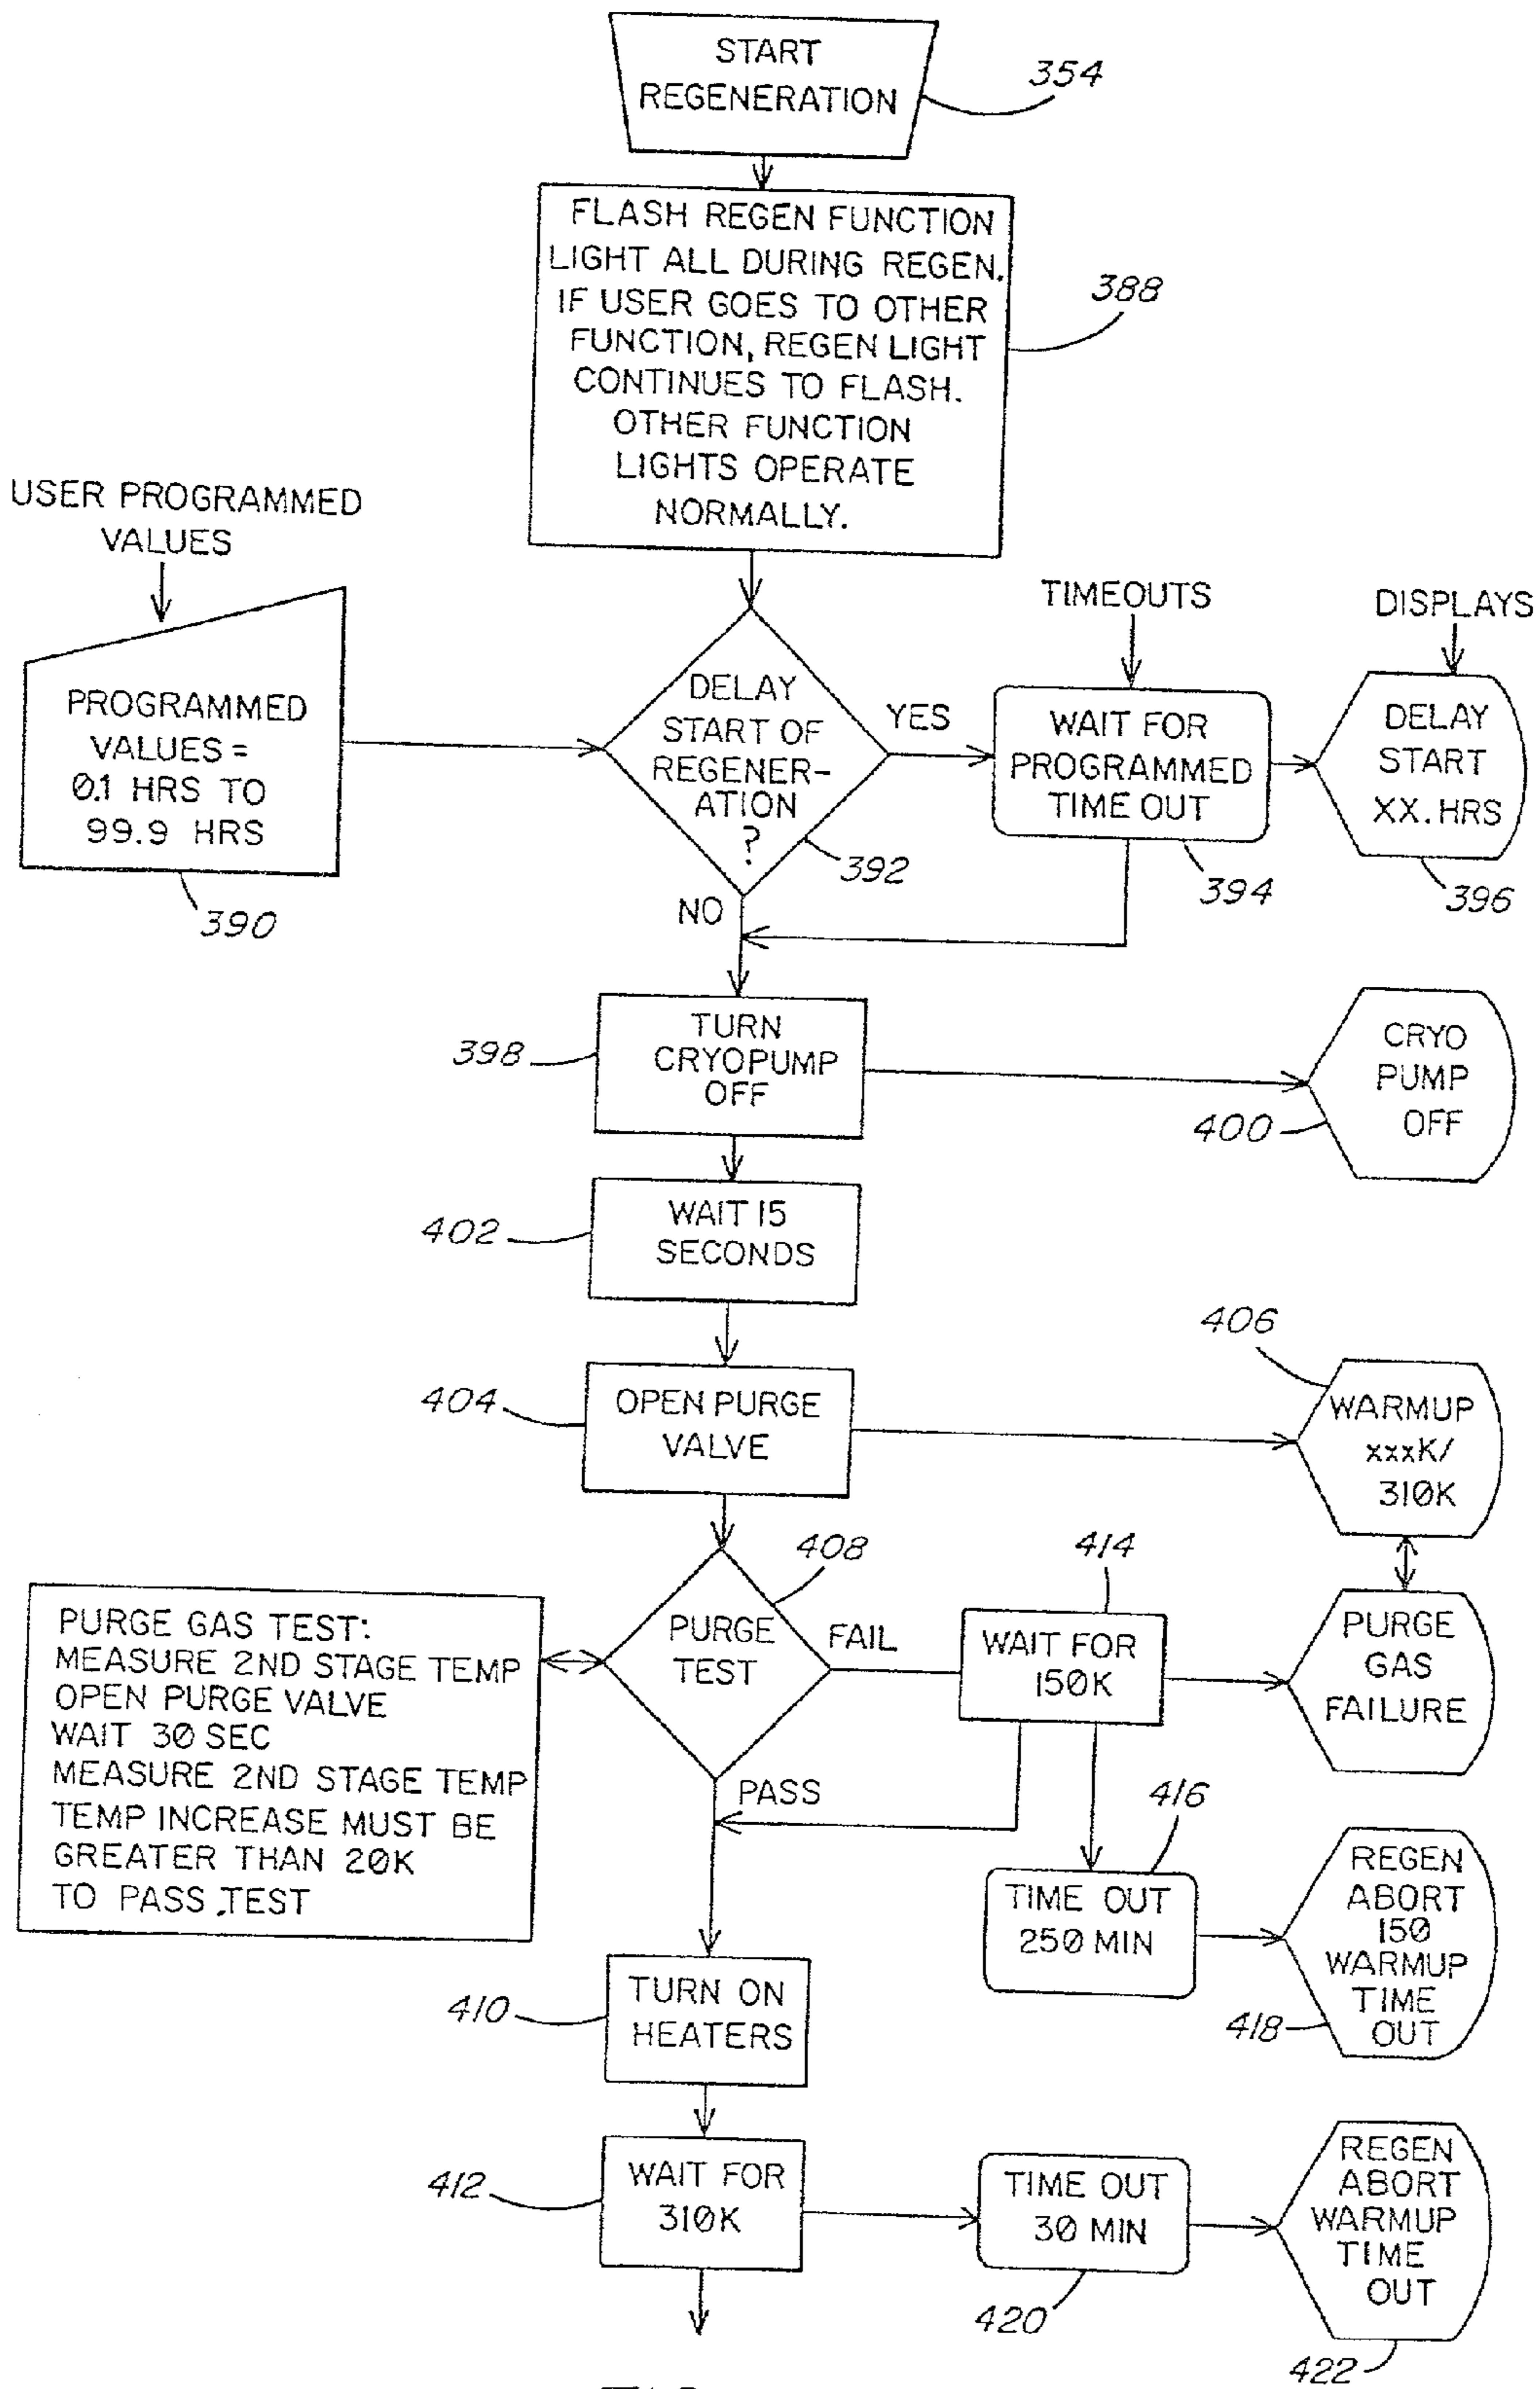 START
REGENERATION
354
FLASH REGEN FUNCTION
LIGHT ALL DURING REGEN.
IF USER GOES TO OTHER
FUNCTION, REGEN LIGHT
CONTINUES TO FLASH.
OTHER FUNCTION
LIGHTS OPERATE
NORMALLY.
388
USER PROGRAMMED
VALUES
PROGRAMMED
VALUES =
0.1 HRS TO
99.9 HRS
390
DELAY
START OF
REGENER-
ATION
?
392
YES
NO
TIMEOUTS
WAIT FOR
PROGRAMMED
TIME OUT
394
DISPLAYS
DELAY
START
XX.HRS
396
TURN
CRYOPUMP
OFF
398
CRYO
PUMP
OFF
400
WAIT 15
SECONDS
402
OPEN PURGE
VALVE
404
406
WARMUP
xxxK/
310K
PURGE
TEST
408
FAIL
PASS
PURGE GAS TEST:
MEASURE 2ND STAGE TEMP
OPEN PURGE VALVE
WAIT 30 SEC
MEASURE 2ND STAGE TEMP
TEMP INCREASE MUST BE
GREATER THAN 20K
TO PASS TEST
414
WAIT FOR
150K
PURGE
GAS
FAILURE
416
TIME OUT
250 MIN
REGEN
ABORT
150
WARMUP
TIME
OUT
418
TURN ON
HEATERS
410
WAIT FOR
310K
412
TIME OUT
30 MIN
420
REGEN
ABORT
WARMUP
TIME
OUT
422